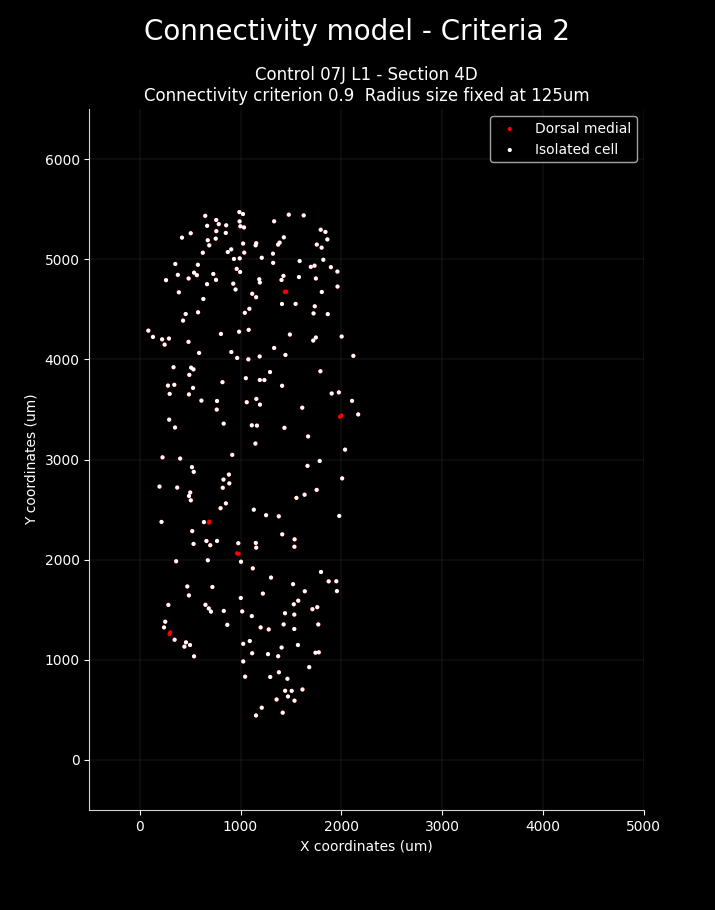 Connectivity model - Criteria 2
Control 07J L1 - Section 4D
Connectivity criterion 0.9  Radius size fixed at 125um
Dorsal medial
Isolated cell
6000
5000
4000
3000
2000
1000
0
Y coordinates (um)
0
1000
2000
3000
4000
5000
X coordinates (um)